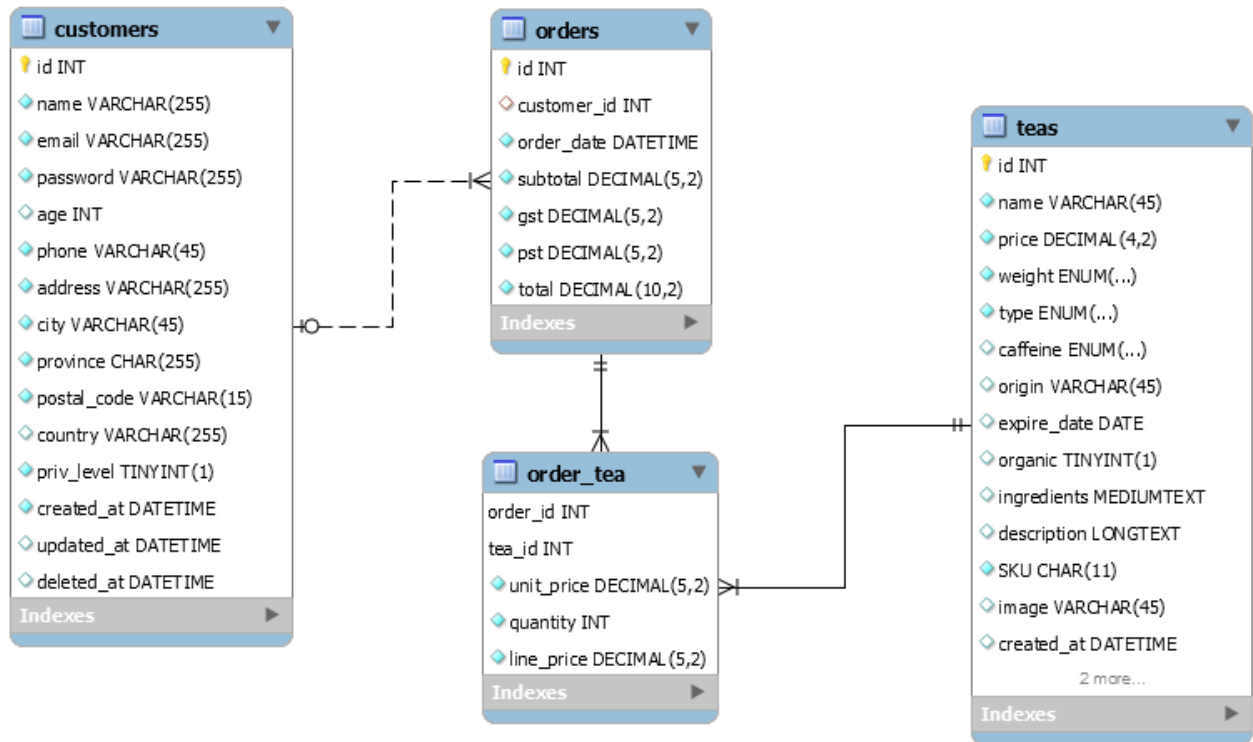 customers
id INT
name VARCHAR(255)
email VARCHAR(255)
password VARCHAR(255)
age INT
phone VARCHAR(45)
address VARCHAR(255)
city VARCHAR(45)
province CHAR(255)
postal_code VARCHAR(15)
country VARCHAR(255)
priv_level TINYINT(1)
created_at DATETIME
updated_at DATETIME
deleted_at DATETIME
Indexes
orders
id INT
customer_id INT
order_date DATETIME
subtotal DECIMAL(5,2)
gst DECIMAL(5,2)
pst DECIMAL(5,2)
total DECIMAL(10,2)
Indexes
order_tea
order_id INT
tea_id INT
unit_price DECIMAL(5,2)
quantity INT
line_price DECIMAL(5,2)
Indexes
teas
id INT
name VARCHAR(45)
price DECIMAL(4,2)
weight ENUM(...)
type ENUM(...)
caffeine ENUM(...)
origin VARCHAR(45)
expire_date DATE
organic TINYINT(1)
ingredients MEDIUMTEXT
description LONGTEXT
SKU CHAR(11)
image VARCHAR(45)
created_at DATETIME
2 more...
Indexes